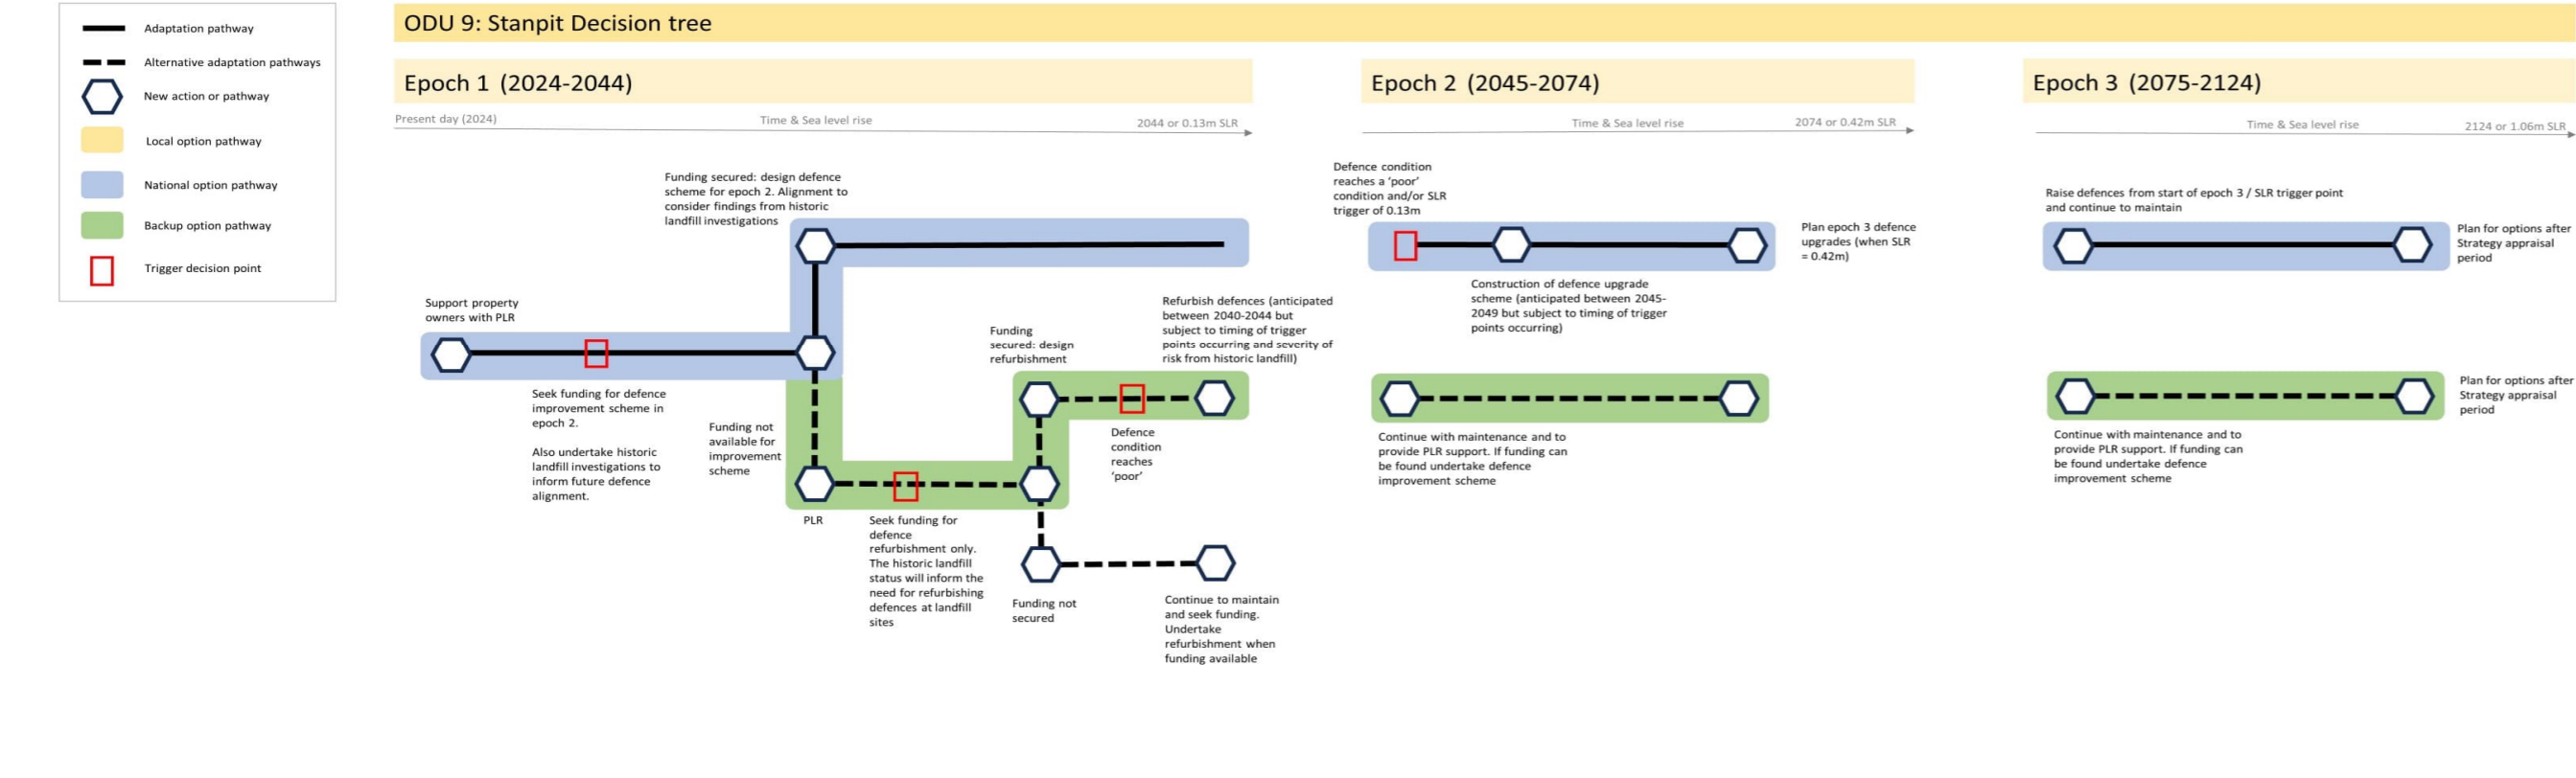 Adaptation pathway
Alternative adaptation pathways
New action or pathway
Local option pathway
National option pathway
Backup option pathway
Trigger decision point
ODU 9: Stanpit Decision tree
Epoch 1 (2024-2044)
Present day (2024)
Time & Sea level rise
2044 or 0.13m SLR
Funding secured: design defence
scheme for epoch 2. Alignment to
consider findings from historic
landfill investigations
Support property
owners with PLR
Seek funding for defence
improvement scheme in
epoch 2.
Also undertake historic
landfill investigations to
inform future defence
alignment.
Funding not
available for
improvement
scheme
PLR
Seek funding for
defence
refurbishment only.
The historic landfill
status will inform the
need for refurbishing
defences at landfill
sites
Funding
secured: design
refurbishment
Refurbish defences (anticipated
between 2040-2044 but
subject to timing of trigger
points occurring and severity of
risk from historic landfill)
Defence
condition
reaches
‘poor’
Funding not
secured
Continue to maintain
and seek funding.
Undertake
refurbishment when
funding available
Epoch 2 (2045-2074)
Time & Sea level rise
2074 or 0.42m SLR
Defence condition
reaches a ‘poor’
condition and/or SLR
trigger of 0.13m
Construction of defence upgrade
scheme (anticipated between 2045-
2049 but subject to timing of trigger
points occurring)
Plan epoch 3 defence
upgrades (when SLR
= 0.42m)
Continue with maintenance and to
provide PLR support. If funding can
be found undertake defence
improvement scheme
Epoch 3 (2075-2124)
Time & Sea level rise
2124 or 1.06m SLR
Raise defences from start of epoch 3 / SLR trigger point
and continue to maintain
Plan for options after
Strategy appraisal
period
Plan for options after
Strategy appraisal
period
Continue with maintenance and to
provide PLR support. If funding can
be found undertake defence
improvement scheme